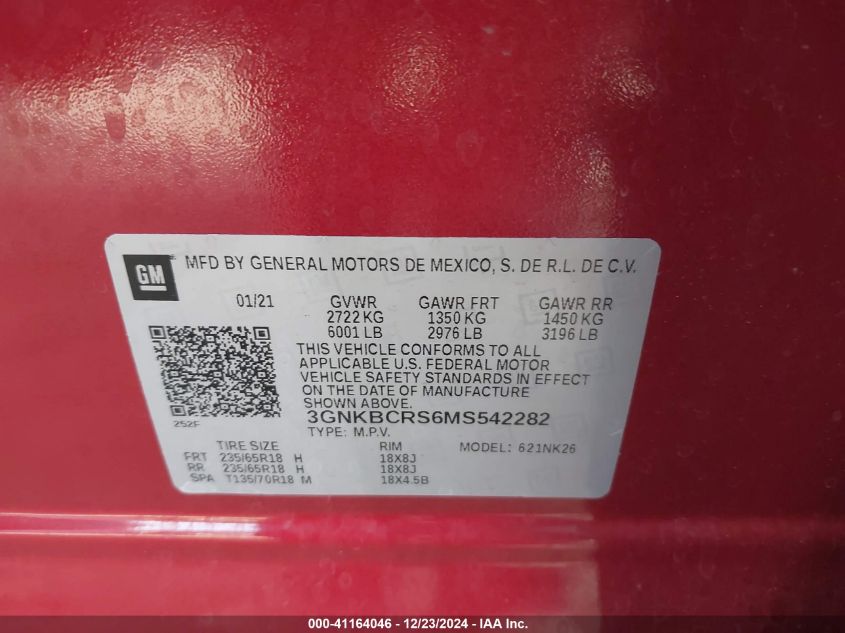 GM
MFD BY GENERAL MOTORS DE MEXICO, S. DE R.L. DE C.V.
01/21 GVWR GAWR FRT GAWR RR
2722 KG 1350 KG 1450 KG
6001 LB 2976 LB 3196 LB
THIS VEHICLE CONFORMS TO ALL
APPLICABLE U.S. FEDERAL MOTOR
VEHICLE SAFETY STANDARDS IN EFFECT
ON THE DATE OF MANUFACTURE
SHOWN ABOVE.
252F
3GNKBCRS6MS542282
TYPE: M.P.V.
TIRE SIZE RIM MODEL: 621NK26
FRT 235/65R18 H 18X8J
RR 235/65R18 H 18X8J
SPA T135/70R18 M 18X4.5B
000-41164046 - 12/23/2024 - IAA Inc.